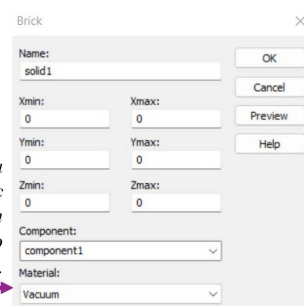 Brick
Name:
solid1
OK
Cancel
Xmin:
Xmax:
0
0
Preview
Ymin:
Ymax:
Help
0
0
Zmin:
Zmax:
0
0
Component:
component1
Material:
Vacuum